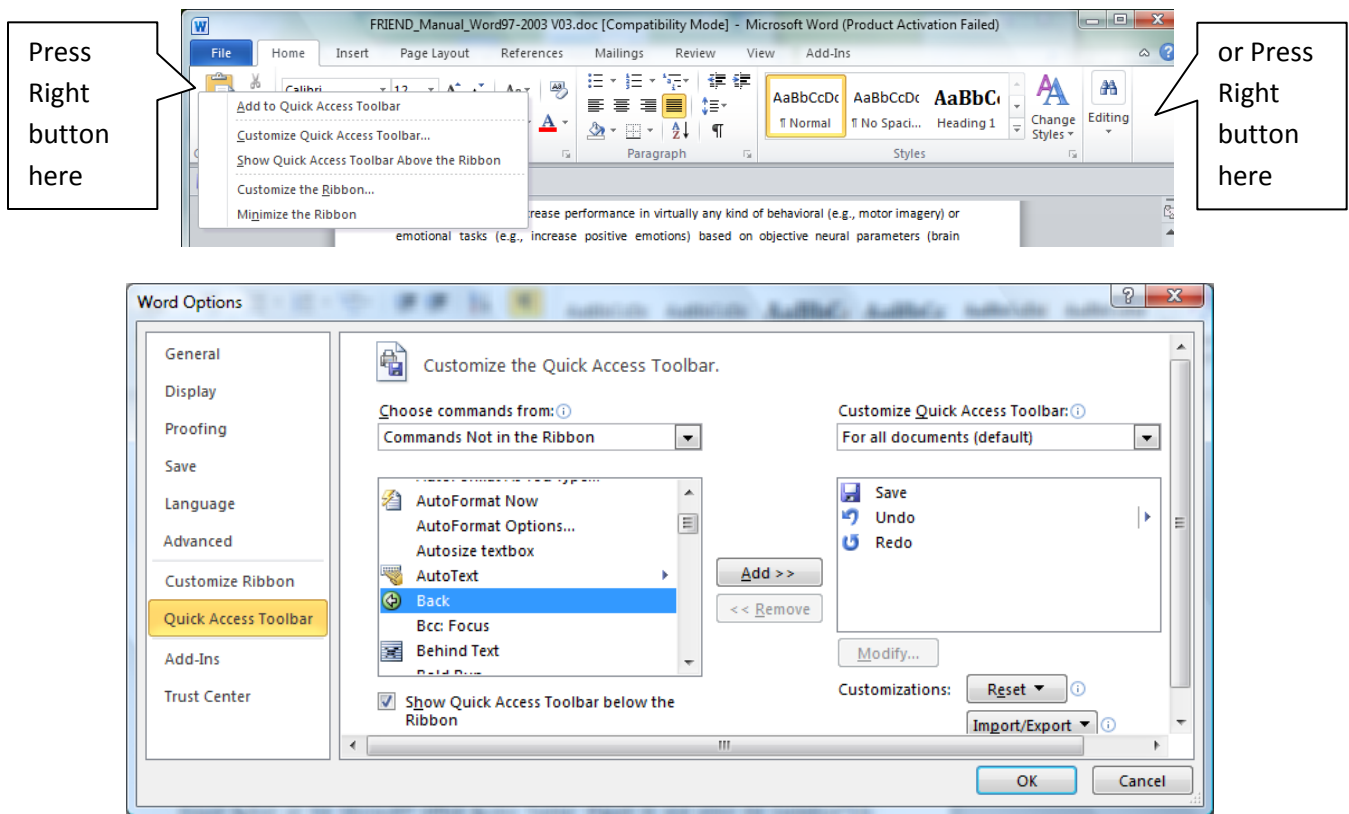 FRIEND_Manual_Word97-2003 V03.doc [Compatibility Mode] - Microsoft Word (Product Activation Failed)
Press
Right
button
here
File Home Insert Page Layout References Mailings Review View Add-Ins
or Press
Right
button
here
Calibri 12
Add to Quick Access Toolbar
Customize Quick Access Toolbar...
Show Quick Access Toolbar Above the Ribbon
Customize the Ribbon...
Minimize the Ribbon
Paragraph
AaBbCcDc AaBbCcDc AaBbC
¶ Normal ¶ No Spaci... Heading 1
Styles
Change
Styles
Editing
crease performance in virtually any kind of behavioral (e.g., motor imagery) or
emotional tasks (e.g., increase positive emotions) based on objective neural parameters (brain
Word Options
General
Display
Proofing
Save
Language
Advanced
Customize Ribbon
Quick Access Toolbar
Add-Ins
Trust Center
Customize the Quick Access Toolbar.
Choose commands from:
Commands Not in the Ribbon
AutoFormat Now
AutoFormat Options...
Autosize textbox
AutoText
Back
Bcc: Focus
Behind Text
Show Quick Access Toolbar below the
Ribbon
Add >>
<< Remove
Customize Quick Access Toolbar:
For all documents (default)
Save
Undo
Redo
Modify...
Customizations: Reset
Import/Export
OK Cancel